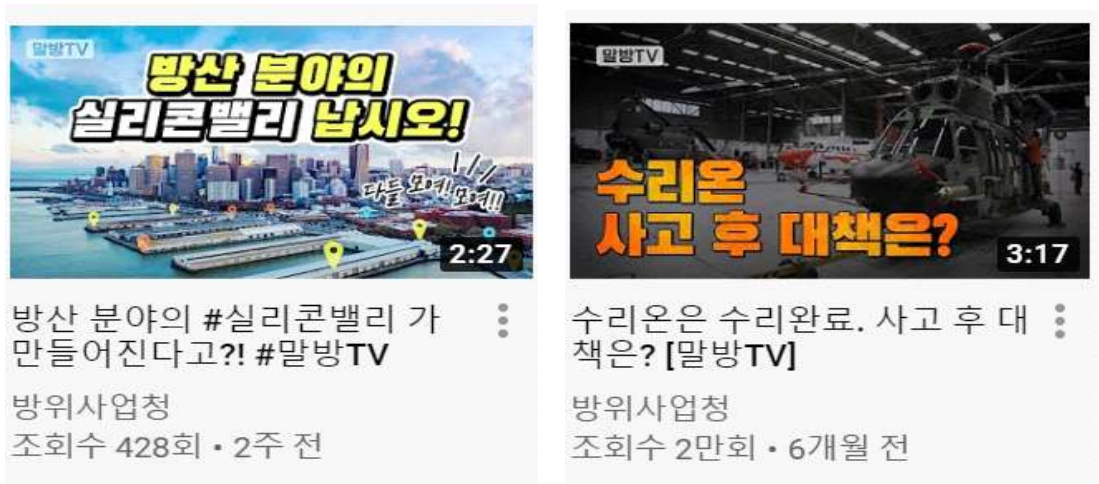 말방TV
방산 분야의
실리콘밸리 납시오!
다들 모여! 모여!!
2:27
방산 분야의 #실리콘밸리 가
만들어진다고?! #말방TV
방위사업청
조회수 428회 • 2주 전
말방TV
수리온
사고 후 대책은?
3:17
수리온은 수리완료. 사고 후 대
책은? [말방TV]
방위사업청
조회수 2만회 • 6개월 전